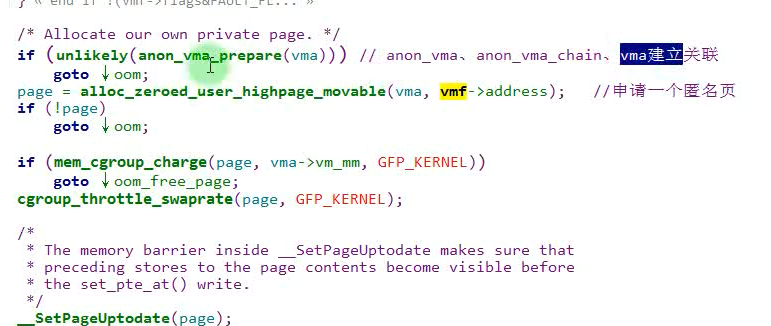 } « end if !(vmf->flags&FAULT_FL... »
/* Allocate our own private page. */
if (unlikely(anon_vma_prepare(vma))) // anon_vma、anon_vma_chain、vma建立关联
goto ↓oom;
page = alloc_zeroed_user_highpage_movable(vma, vmf->address); //申请一个匿名页
if (!page)
goto ↓oom;
if (mem_cgroup_charge(page, vma->vm_mm, GFP_KERNEL))
goto ↓oom_free_page;
cgroup_throttle_swaprate(page, GFP_KERNEL);
/*
* The memory barrier inside __SetPageUptodate makes sure that
* preceding stores to the page contents become visible before
* the set_pte_at() write.
*/
__SetPageUptodate(page);